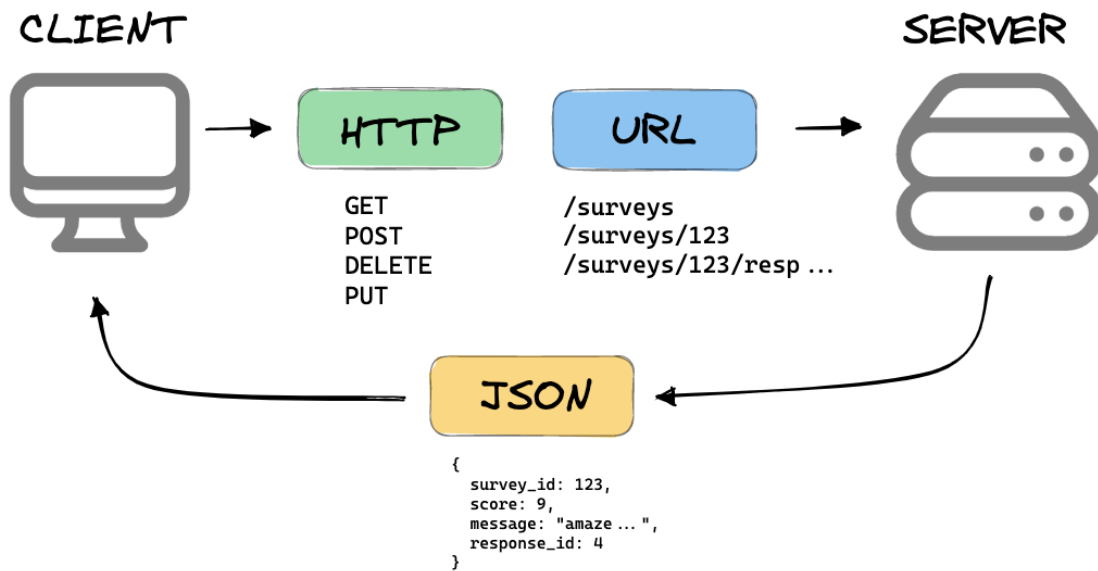 CLIENT
SERVER
HTTP
URL
GET
POST
DELETE
PUT
/surveys
/surveys/123
/surveys/123/resp...
JSON
{
  survey_id: 123,
  score: 9,
  message: "amaze...",
  response_id: 4
}